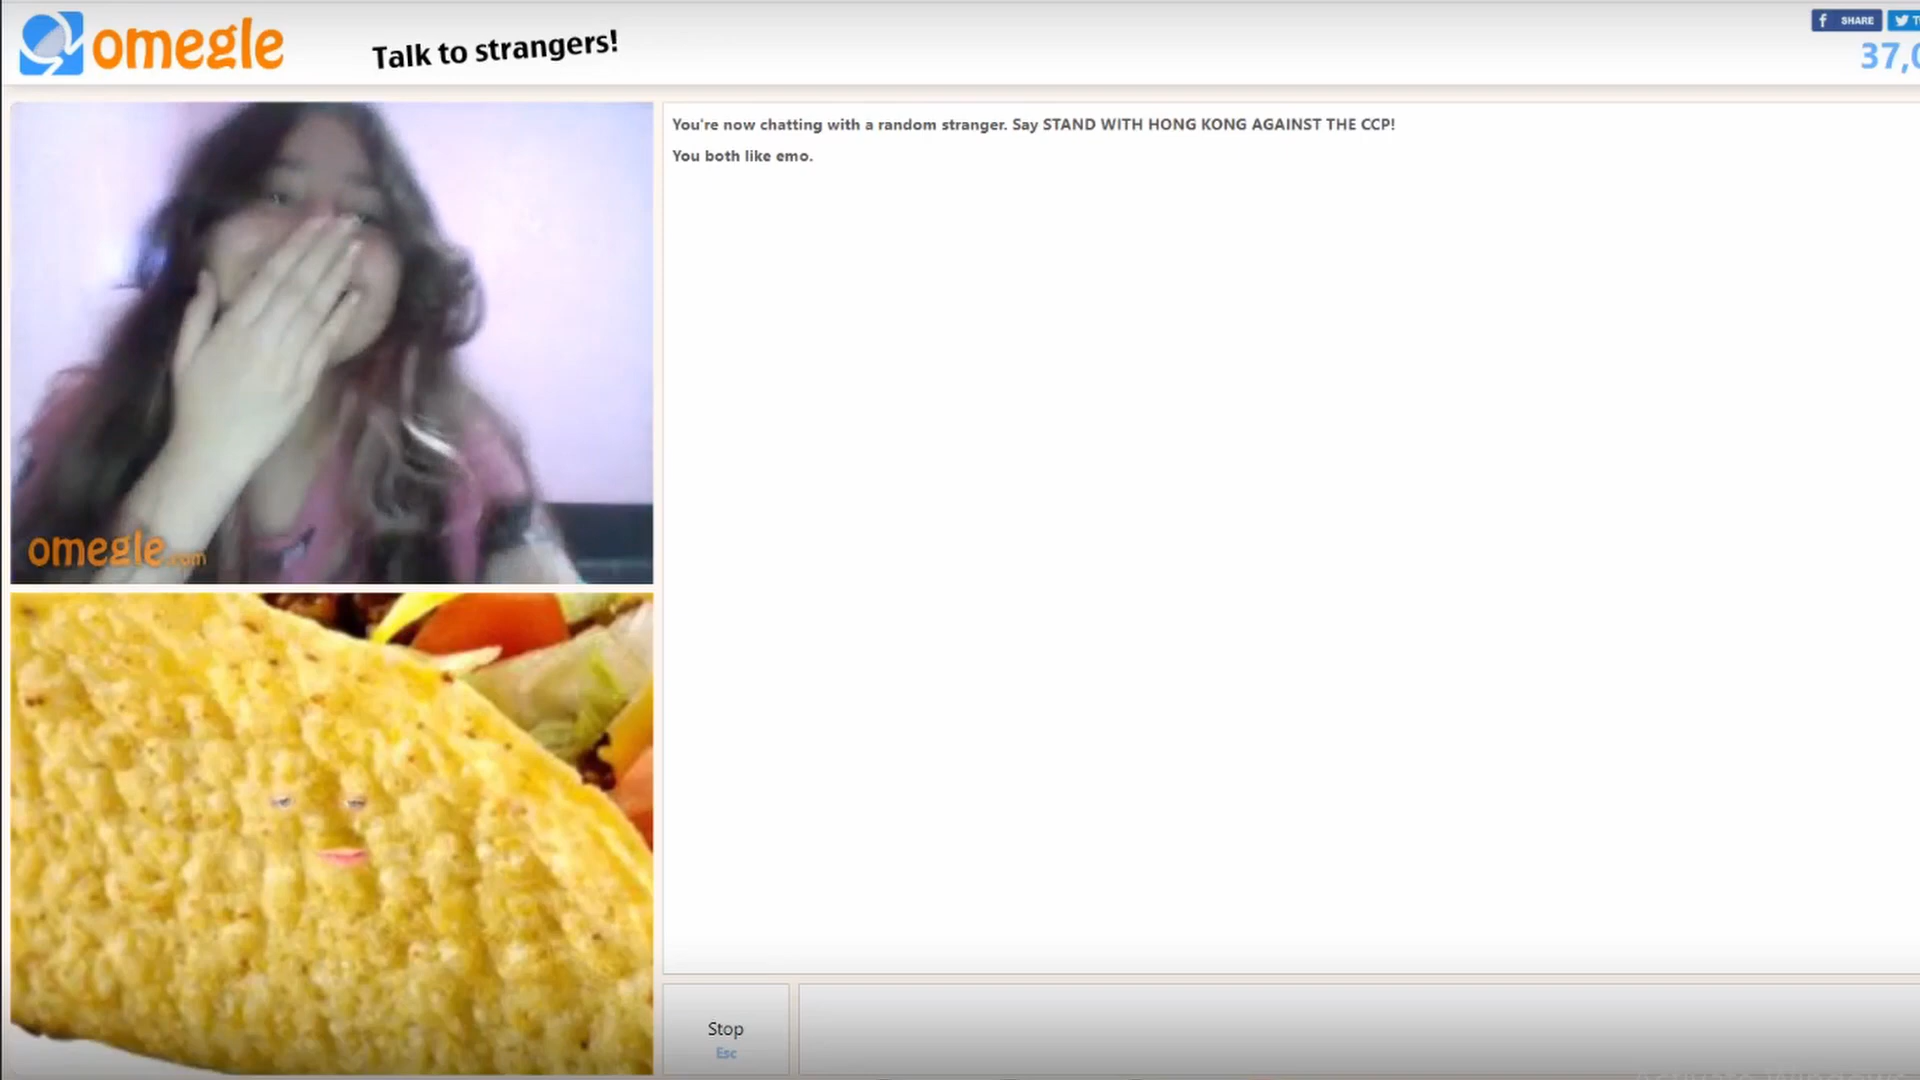 omegle
Talk to strangers!
SHARE
You're now chatting with a random stranger. Say STAND WITH HONG KONG AGAINST THE CCP!
You both like emo.
omegle.com
Stop
Esc